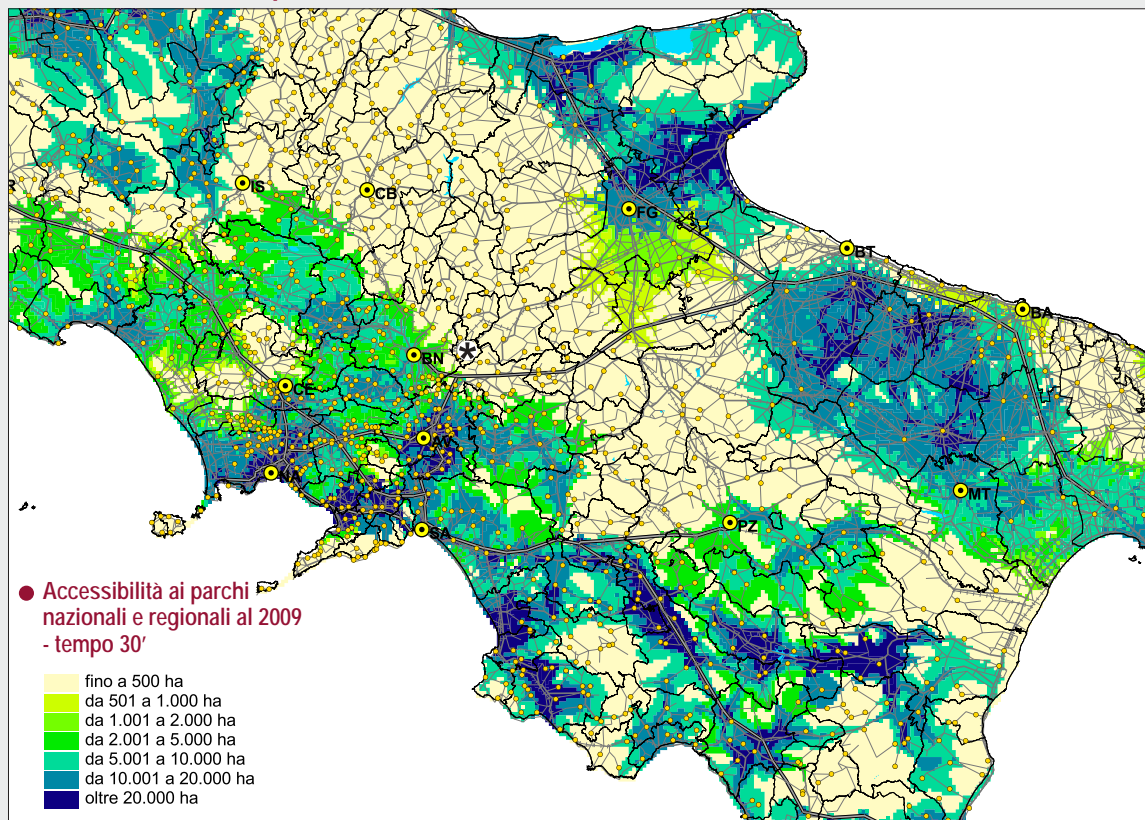 IS
CB
FG
BT
BA
BN
*
CE
AV
NA
MT
PZ
SA
● Accessibilità ai parchi
nazionali e regionali al 2009
- tempo 30'
fino a 500 ha
da 501 a 1.000 ha
da 1.001 a 2.000 ha
da 2.001 a 5.000 ha
da 5.001 a 10.000 ha
da 10.001 a 20.000 ha
oltre 20.000 ha